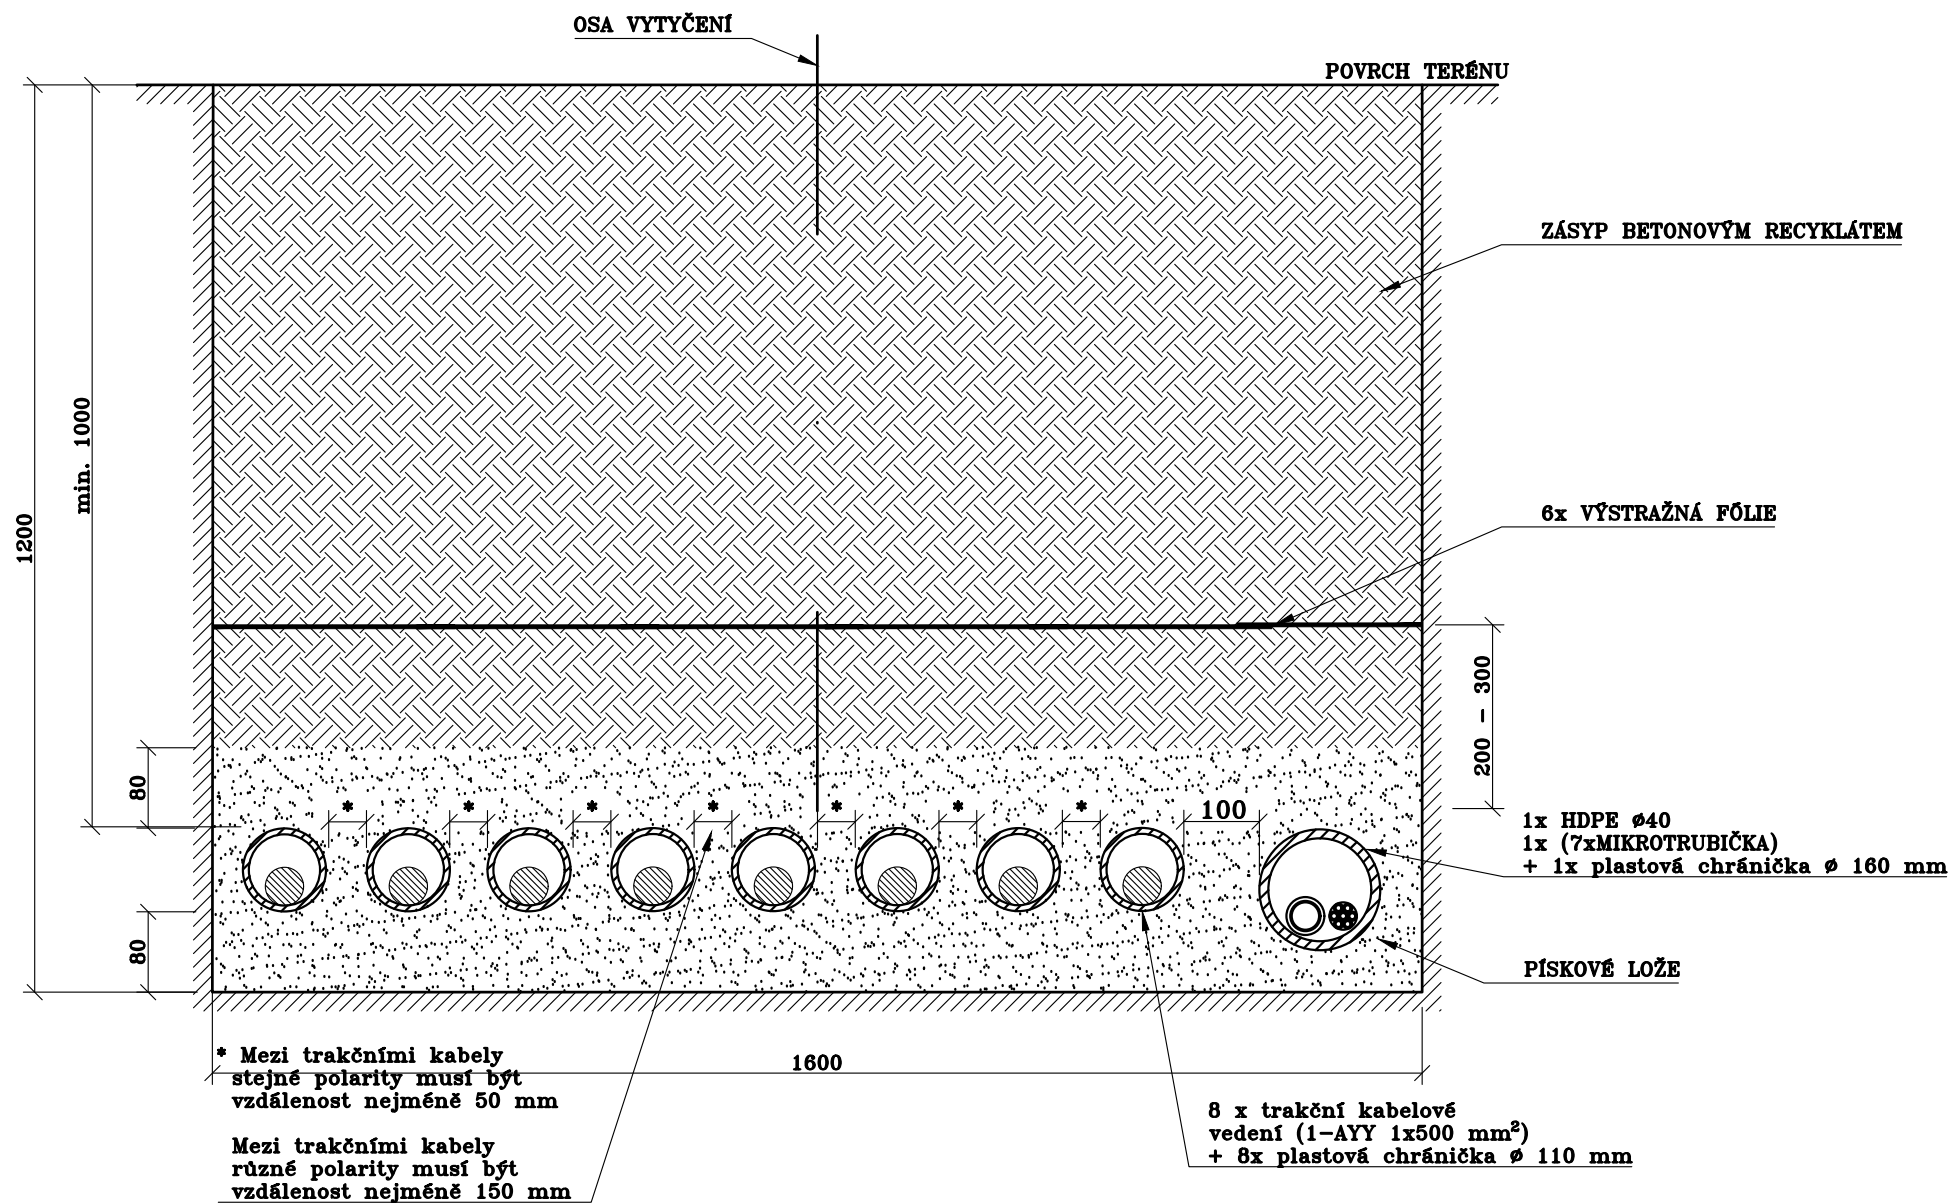 OSA VYTYČENÍ
POVRCH TERÉNU
ZÁSYP BETONOVÝM RECYKLÁTEM
min. 1000
1200
6x VÝSTRAŽNÁ FÓLIE
200 - 300
80
* * * * * * *
100
1x HDPE ø40
1x (7xMIKROTRUBIČKA)
+ 1x plastová chránička ø 160 mm
80
PÍSKOVÉ LOŽE
1600
* Mezi trakčními kabely
stejné polarity musí být
vzdálenost nejméně 50 mm
Mezi trakčními kabely
různé polarity musí být
vzdálenost nejméně 150 mm
8 x trakční kabelové
vedení (1-AYY 1x500 mm²)
+ 8x plastová chránička ø 110 mm